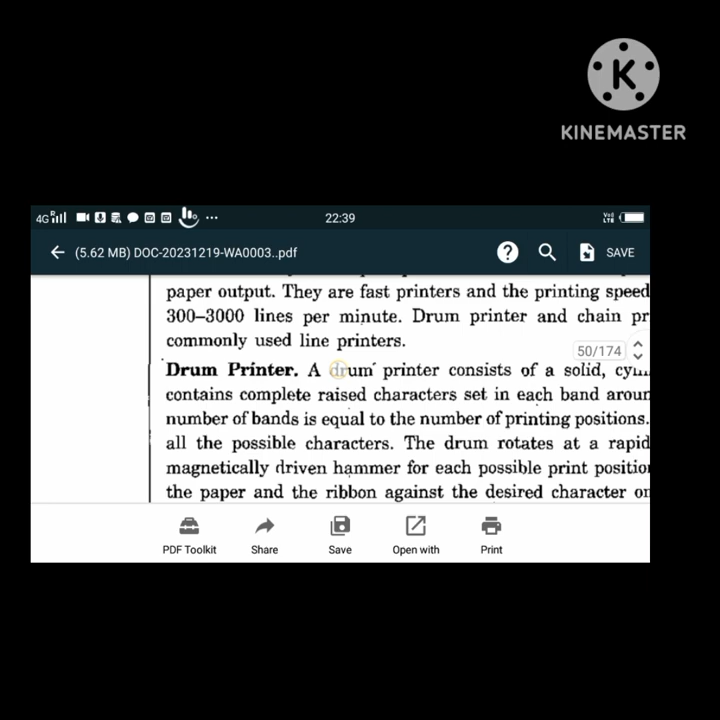 KINEMASTER
4G R 22:39 VoD LTE
(5.62 MB) DOC-20231219-WA0003..pdf SAVE
paper output. They are fast printers and the printing speed
300–3000 lines per minute. Drum printer and chain pr
commonly used line printers.
50/174
Drum Printer. A drum printer consists of a solid,
contains complete raised characters set in each band aroun
number of bands is equal to the number of printing positions.
all the possible characters. The drum rotates at a rapid
magnetically driven hammer for each possible print positio
the paper and the ribbon against the desired character or
PDF Toolkit Share Save Open with Print